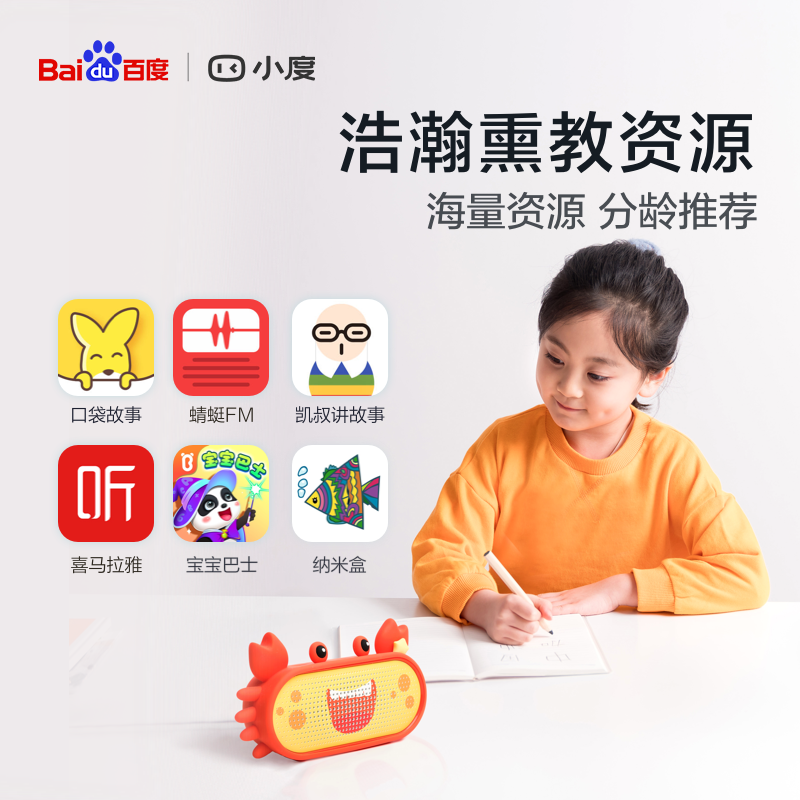 Baidu百度 小度
浩瀚熏教资源
海量资源 分龄推荐
口袋故事 蜻蜓FM 凯叔讲故事
听 宝宝巴士
喜马拉雅 宝宝巴士 纳米盒